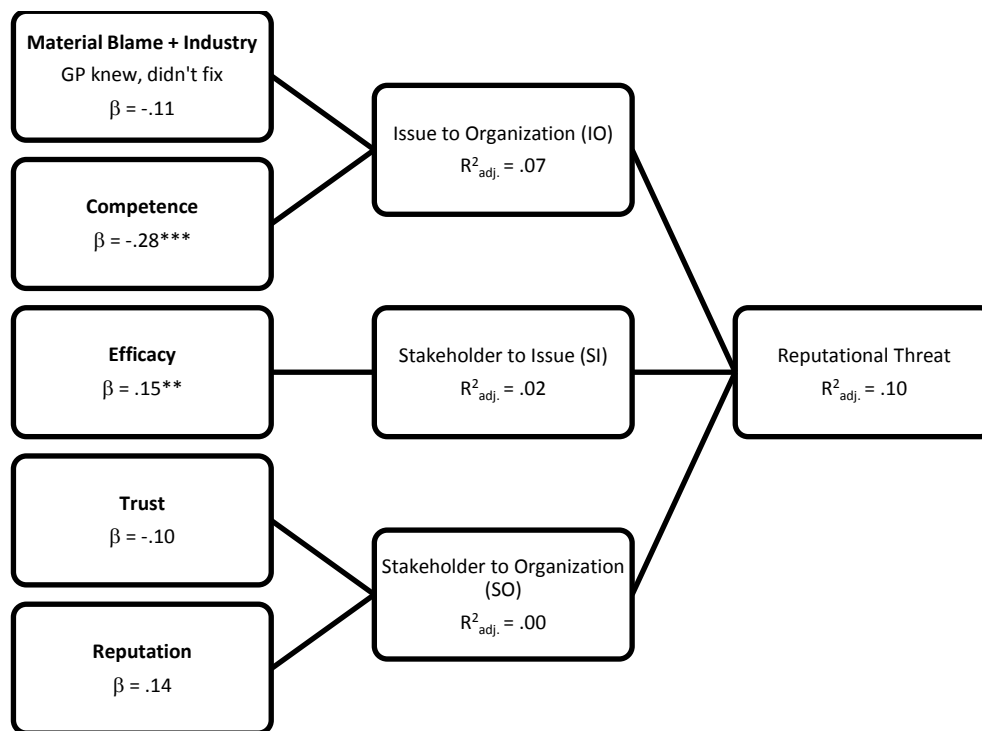 Material Blame + Industry
GP knew, didn't fix
β = -.11
Competence
β = -.28***
Efficacy
β = .15**
Trust
β = -.10
Reputation
β = .14
Issue to Organization (IO)
R²adj. = .07
Stakeholder to Issue (SI)
R²adj. = .02
Stakeholder to Organization
(SO)
R²adj. = .00
Reputational Threat
R²adj. = .10